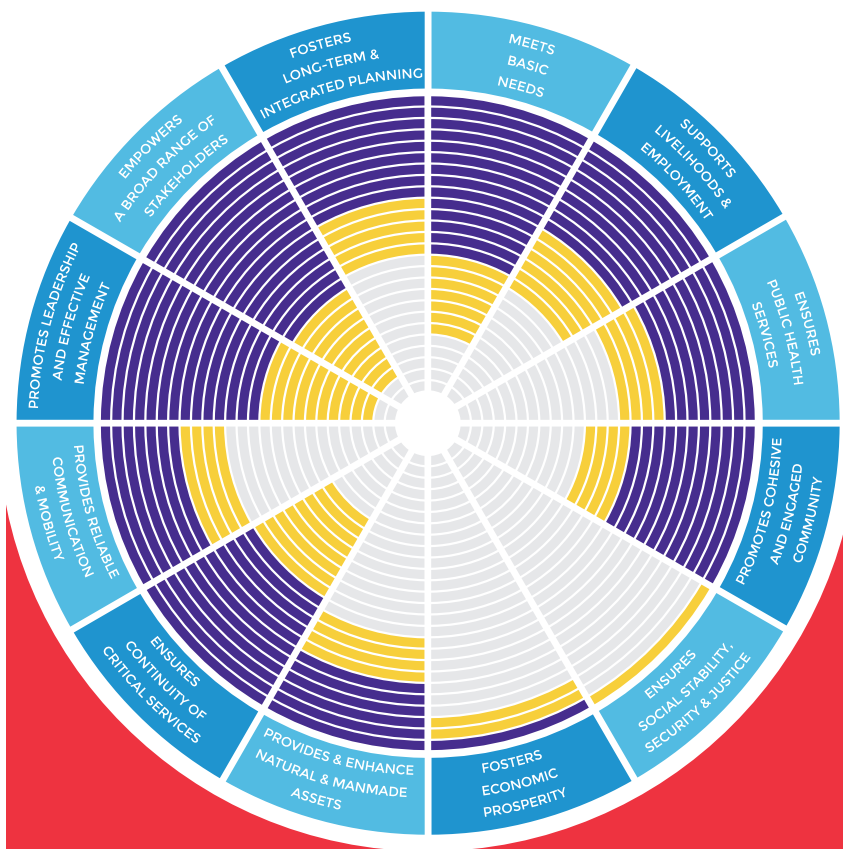 MEETS
BASIC
NEEDS
SUPPORTS
LIVELIHOODS &
EMPLOYMENT
ENSURES
PUBLIC HEALTH
SERVICES
PROMOTES COHESIVE
AND ENGAGED
COMMUNITY
ENSURES
SOCIAL STABILITY,
SECURITY & JUSTICE
FOSTERS
ECONOMIC
PROSPERITY
PROVIDES & ENHANCE
NATURAL & MANMADE
ASSETS
ENSURES
CONTINUITY OF
CRITICAL SERVICES
PROVIDES RELIABLE
COMMUNICATION
& MOBILITY
PROMOTES LEADERSHIP
AND EFFECTIVE
MANAGEMENT
EMPOWERS
A BROAD RANGE OF
STAKEHOLDERS
FOSTERS
LONG-TERM &
INTEGRATED PLANNING